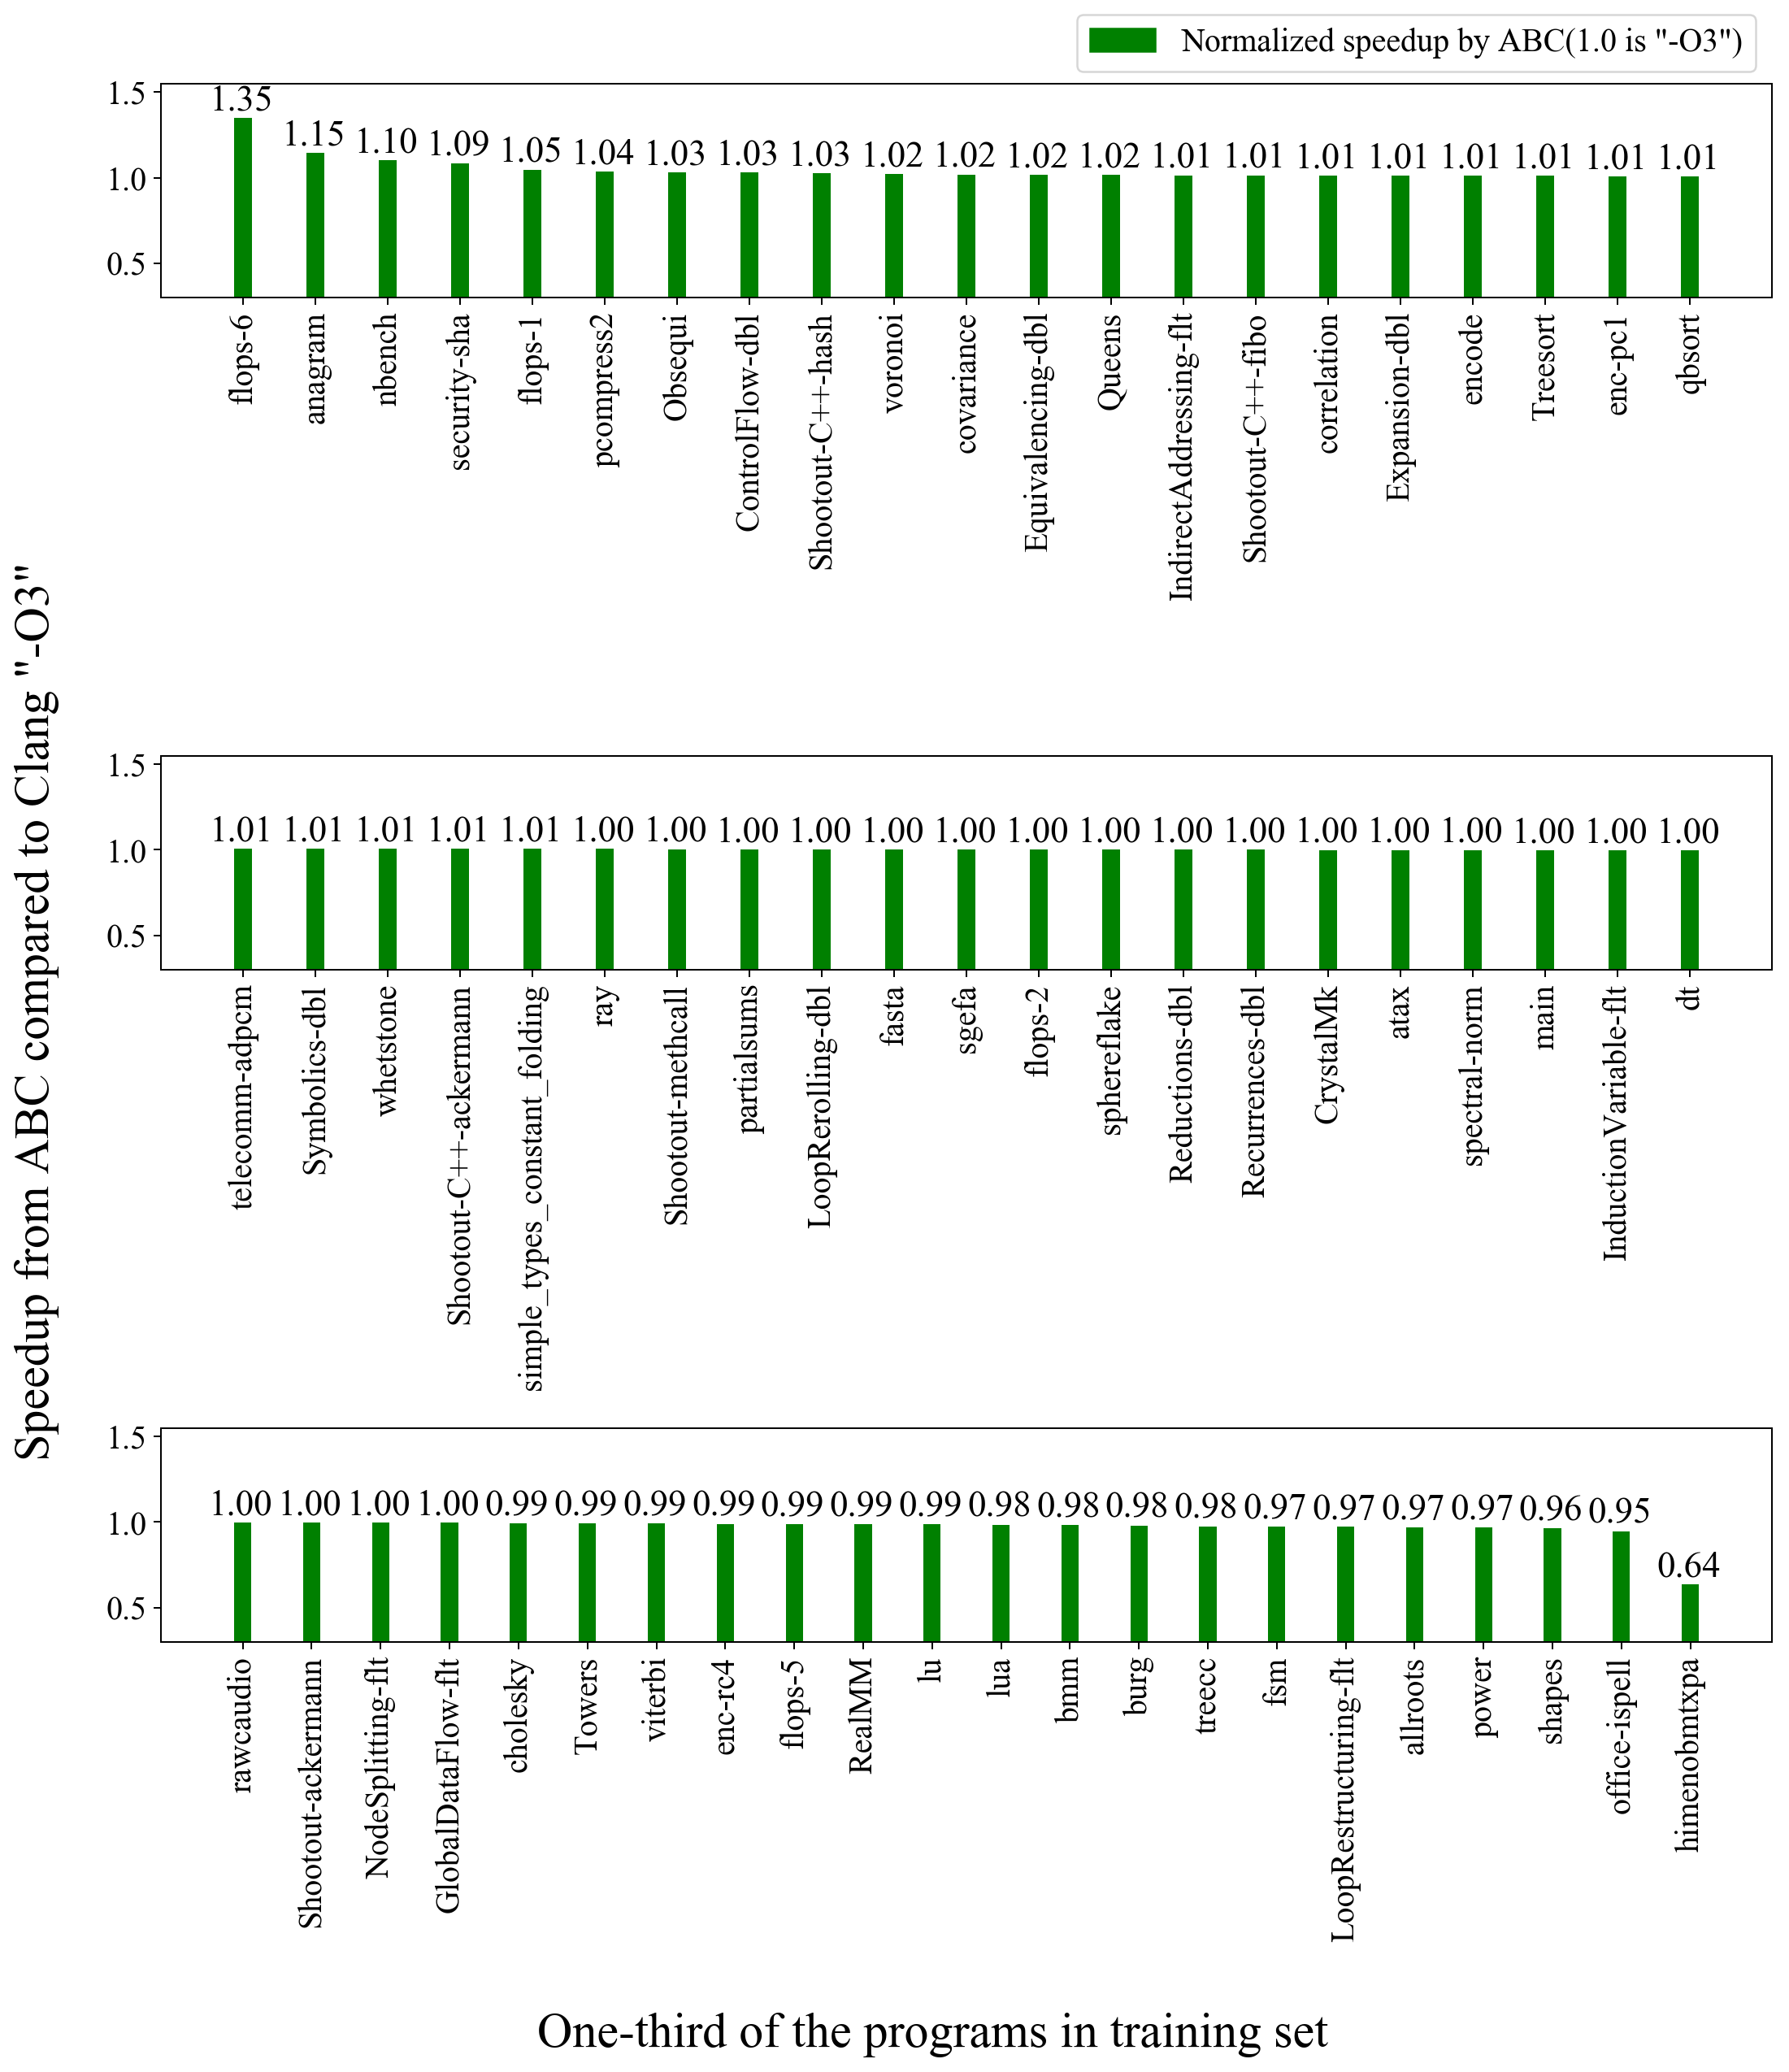 Normalized speedup by ABC(1.0 is "-O3")
Speedup from ABC compared to Clang "-O3"
1.5
1.0
0.5
1.35 1.15 1.10 1.09 1.05 1.04 1.03 1.03 1.03 1.02 1.02 1.02 1.02 1.01 1.01 1.01 1.01 1.01 1.01 1.01 1.01
flops-6
anagram
nbench
security-sha
flops-1
pcompress2
Obsequi
ControlFlow-dbl
Shootout-C++-hash
voronoi
covariance
Equivalencing-dbl
Queens
IndirectAddressing-flt
Shootout-C++-fibo
correlation
Expansion-dbl
encode
Treesort
enc-pc1
qbsort
1.5
1.0
0.5
1.01 1.01 1.01 1.01 1.01 1.00 1.00 1.00 1.00 1.00 1.00 1.00 1.00 1.00 1.00 1.00 1.00 1.00 1.00 1.00 1.00
telecomm-adpcm
Symbolics-dbl
whetstone
Shootout-C++-ackermann
simple_types_constant_folding
ray
Shootout-methcall
partialsums
LoopRerolling-dbl
fasta
sgefa
flops-2
sphereflake
Reductions-dbl
Recurrences-dbl
CrystalMk
atax
spectral-norm
main
InductionVariable-flt
dt
1.5
1.0
0.5
1.00 1.00 1.00 1.00 0.99 0.99 0.99 0.99 0.99 0.99 0.99 0.98 0.98 0.98 0.98 0.97 0.97 0.97 0.97 0.96 0.95 0.64
rawcaudio
Shootout-ackermann
NodeSplitting-flt
GlobalDataFlow-flt
cholesky
Towers
viterbi
enc-rc4
flops-5
RealMM
lu
lua
bmm
burg
treecc
fsm
LoopRestructuring-flt
allroots
power
shapes
office-ispell
himenobmtxpa
One-third of the programs in training set